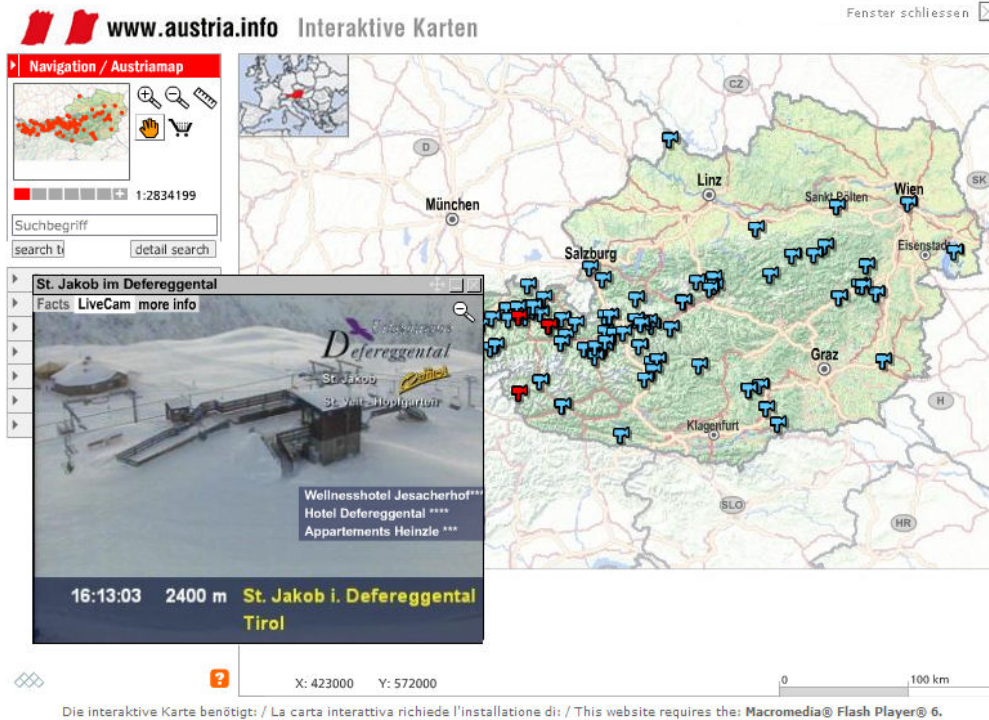 Fenster schliessen
www.austria.info Interaktive Karten
Navigation / Austriamap
1:2834199
Suchbegriff
detail search
CZ
D
SK
Linz
Sankt Pölten
Wien
München
Eisenstadt
Salzburg
Graz
H
Klagenfurt
SLO
HR
St. Jakob im Defereggental
Facts LiveCam more info
Defereggental
St. Jakob
St. Veit - Hopfgarten
Wellnesshotel Jesacherhof***
Hotel Defereggental ****
Appartements Heinzle ***
16:13:03 2400 m St. Jakob i. Defereggental
Tirol
?
X: 423000 Y: 572000
0 100 km
Die interaktive Karte benötigt: / La carta interattiva richiede l'installatione di: / This website requires the: Macromedia® Flash Player® 6.